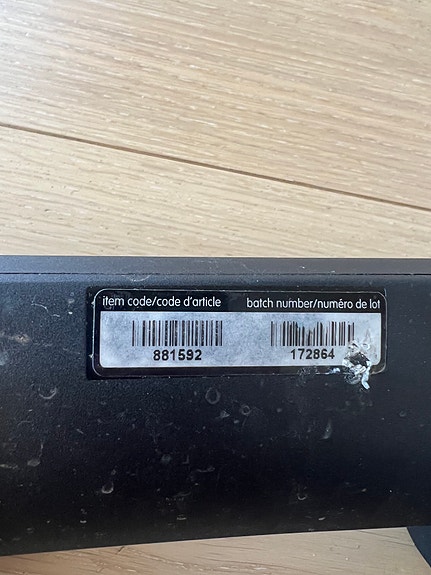 item code/code d'article batch number/numéro de lot
881592 172864